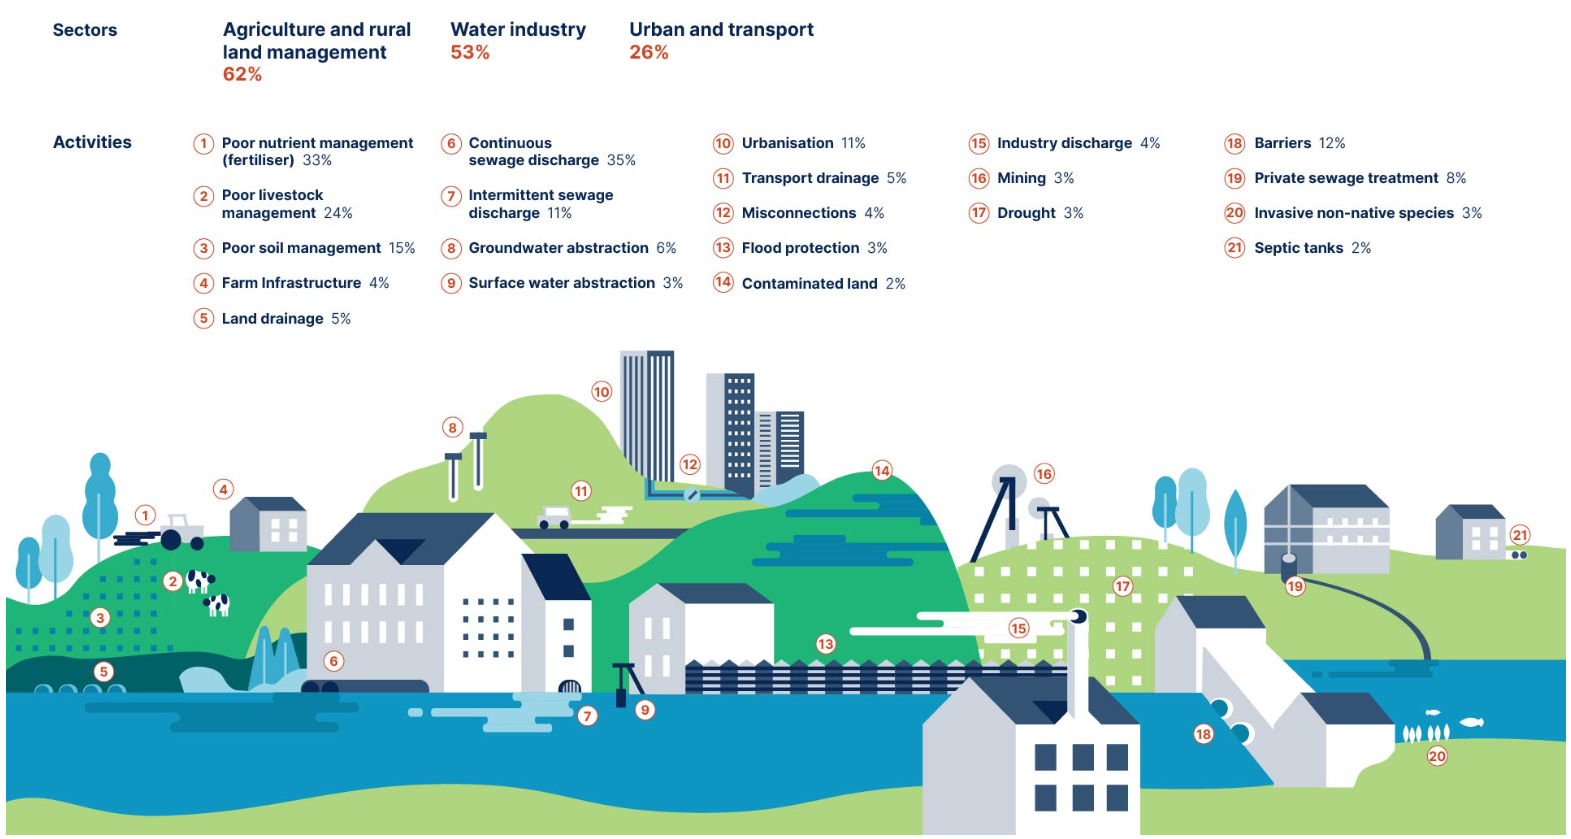 Sectors
Agriculture and rural
land management
62%
Water industry
53%
Urban and transport
26%
Activities
1 Poor nutrient management
(fertiliser) 33%
2 Poor livestock
management 24%
3 Poor soil management 15%
4 Farm Infrastructure 4%
5 Land drainage 5%
6 Continuous
sewage discharge 35%
7 Intermittent sewage
discharge 11%
8 Groundwater abstraction 6%
9 Surface water abstraction 3%
10 Urbanisation 11%
11 Transport drainage 5%
12 Misconnections 4%
13 Flood protection 3%
14 Contaminated land 2%
15 Industry discharge 4%
16 Mining 3%
17 Drought 3%
18 Barriers 12%
19 Private sewage treatment 8%
20 Invasive non-native species 3%
21 Septic tanks 2%
10
8
12
14
16
4
11
1
21
2
17
19
3
15
13
6
5
9
7
18
20